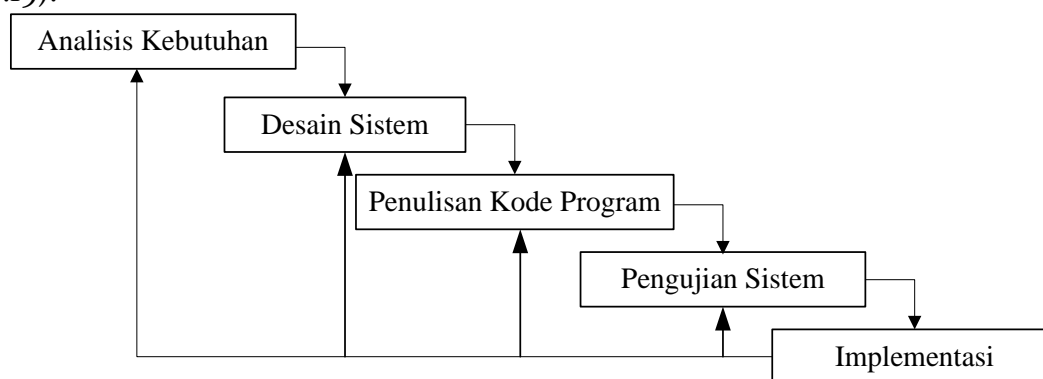 Analisis Kebutuhan
Desain Sistem
Penulisan Kode Program
Pengujian Sistem
Implementasi